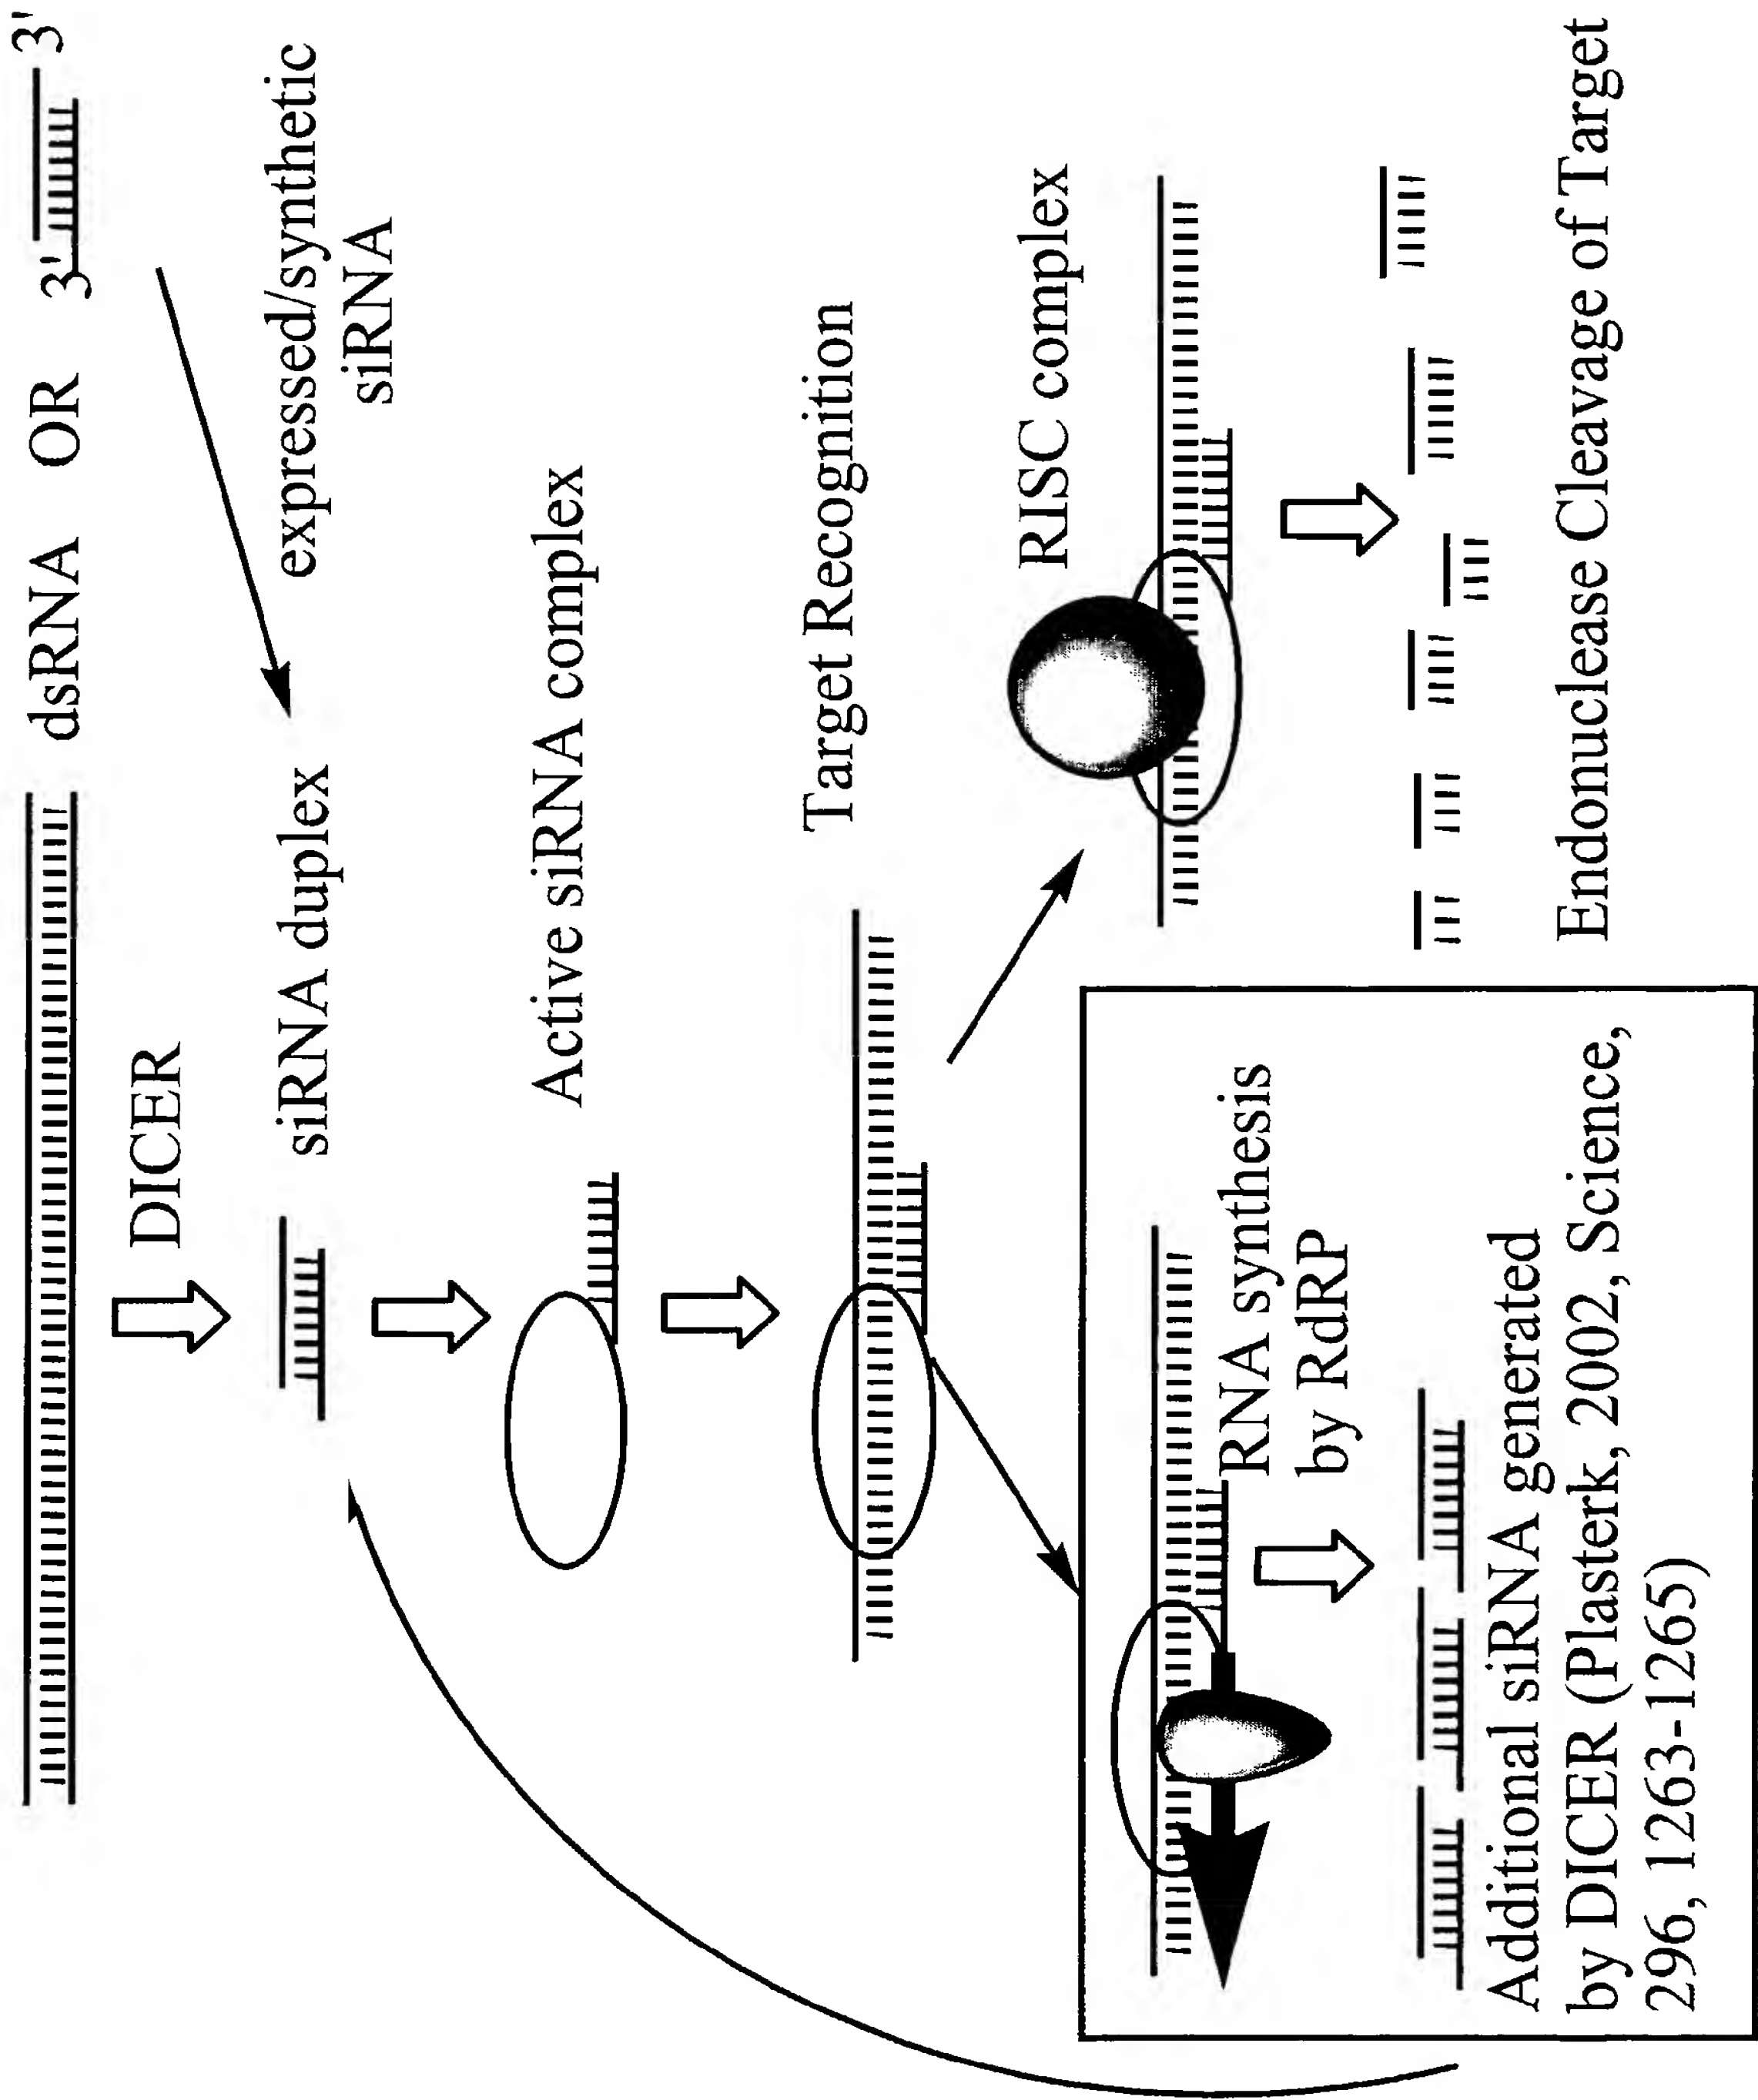 dsRNA OR 3' 3'
DICER
siRNA duplex
expressed/synthetic
siRNA
Active siRNA complex
Target Recognition
RISC complex
RNA synthesis
by RdRP
Additional siRNA generated
by DICER (Plasterk, 2002, Science,
296, 1263-1265)
Endonuclease Cleavage of Target